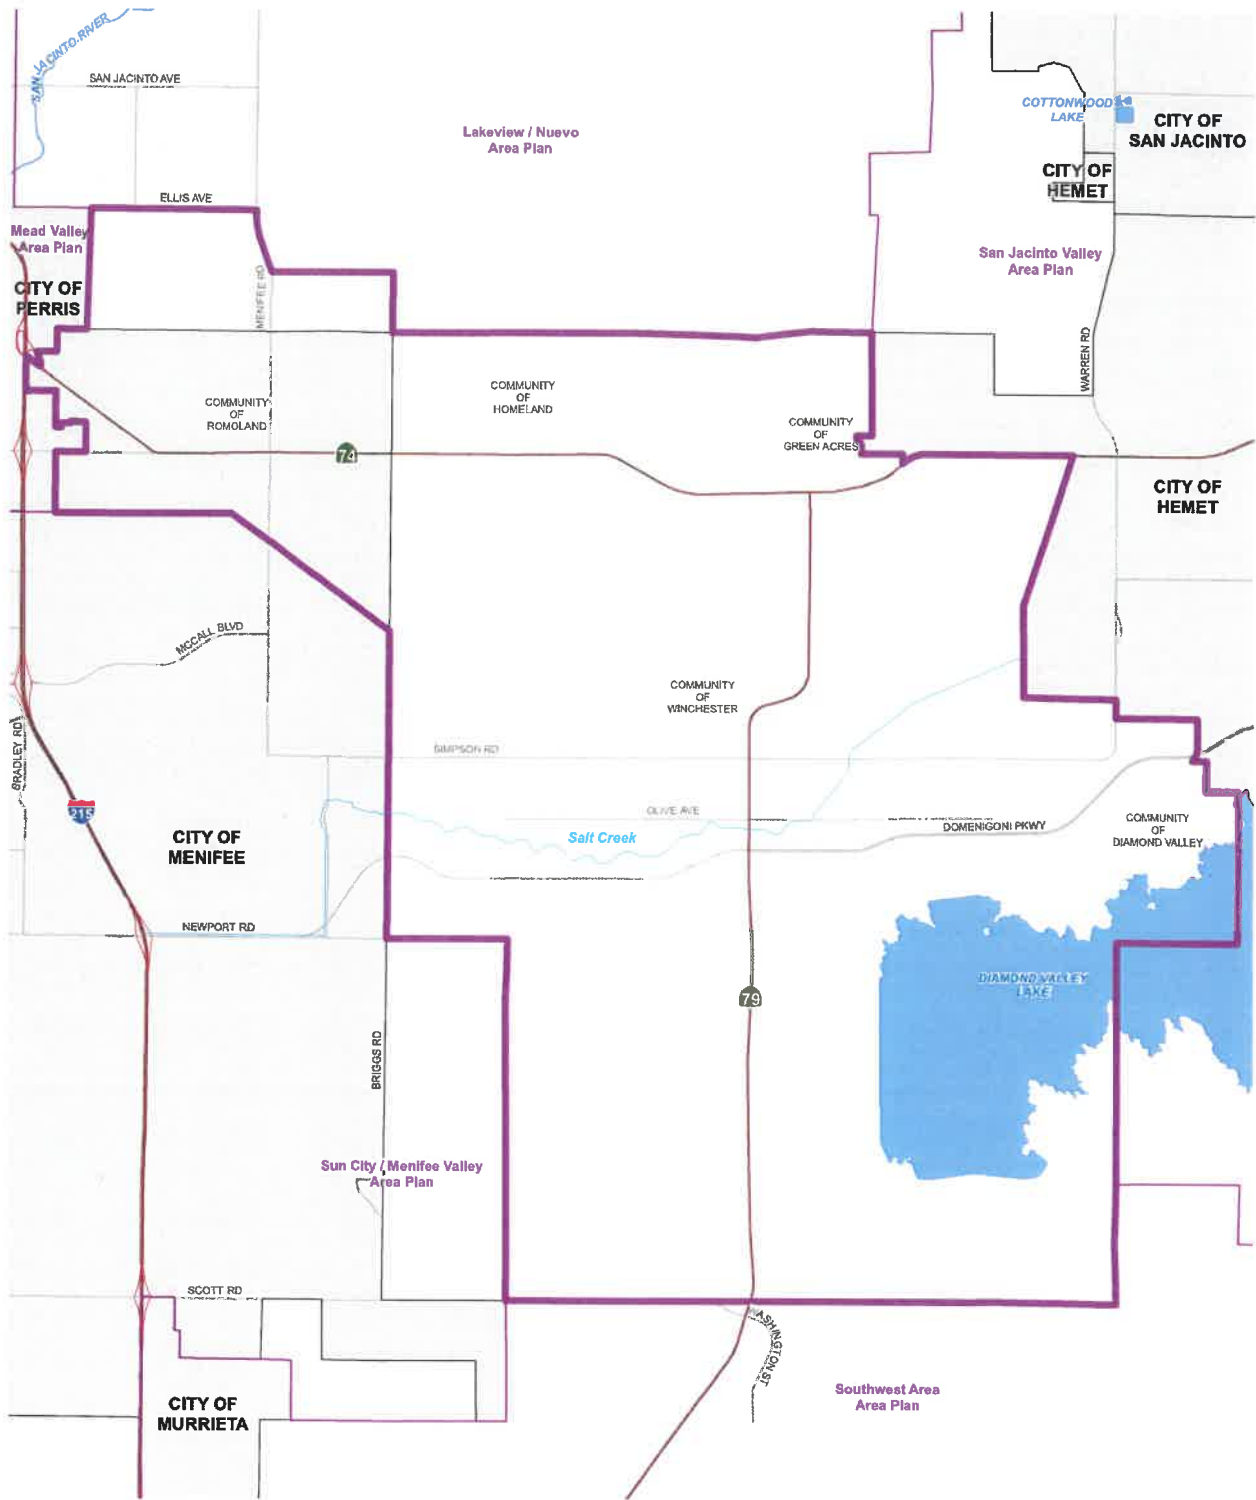 SAN JACINTO RIVER
SAN JACINTO AVE
Lakeview / Nuevo
Area Plan
COTTONWOOD
LAKE
CITY OF
SAN JACINTO
CITY OF
HEMET
ELLIS AVE
Mead Valley
Area Plan
San Jacinto Valley
Area Plan
CITY OF
PERRIS
MENIFEE RD
WARREN RD
COMMUNITY
OF
ROMOLAND
COMMUNITY
OF
HOMELAND
COMMUNITY
OF
GREEN ACRES
74
CITY OF
HEMET
MCCALL BLVD
COMMUNITY
OF
WINCHESTER
BRADLEY RD
SIMPSON RD
215
OLIVE AVE
CITY OF
MENIFEE
Salt Creek
DOMENIGONI PKWY
COMMUNITY
OF
DIAMOND VALLEY
NEWPORT RD
DIAMOND VALLEY
LAKE
79
BRIGGS RD
Sun City / Menifee Valley
Area Plan
SCOTT RD
WASHINGTON ST
CITY OF
MURRIETA
Southwest Area
Area Plan